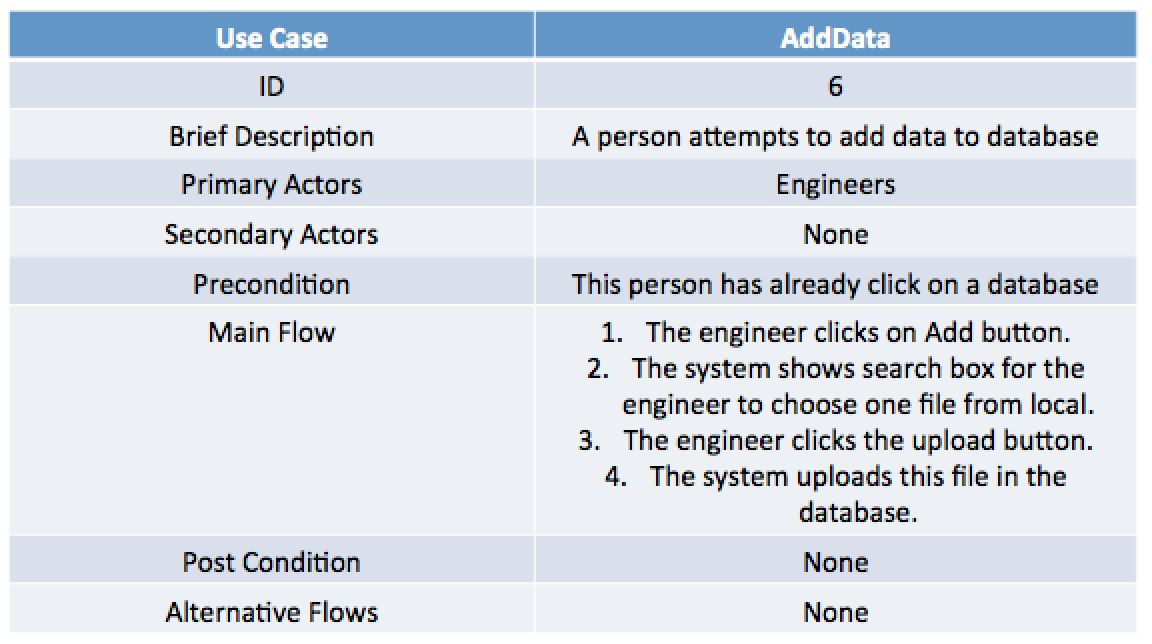 Use Case AddData
ID 6
Brief Description A person attempts to add data to database
Primary Actors Engineers
Secondary Actors None
Precondition This person has already click on a database
Main Flow 1. The engineer clicks on Add button.
2. The system shows search box for the
engineer to choose one file from local.
3. The engineer clicks the upload button.
4. The system uploads this file in the
database.
Post Condition None
Alternative Flows None